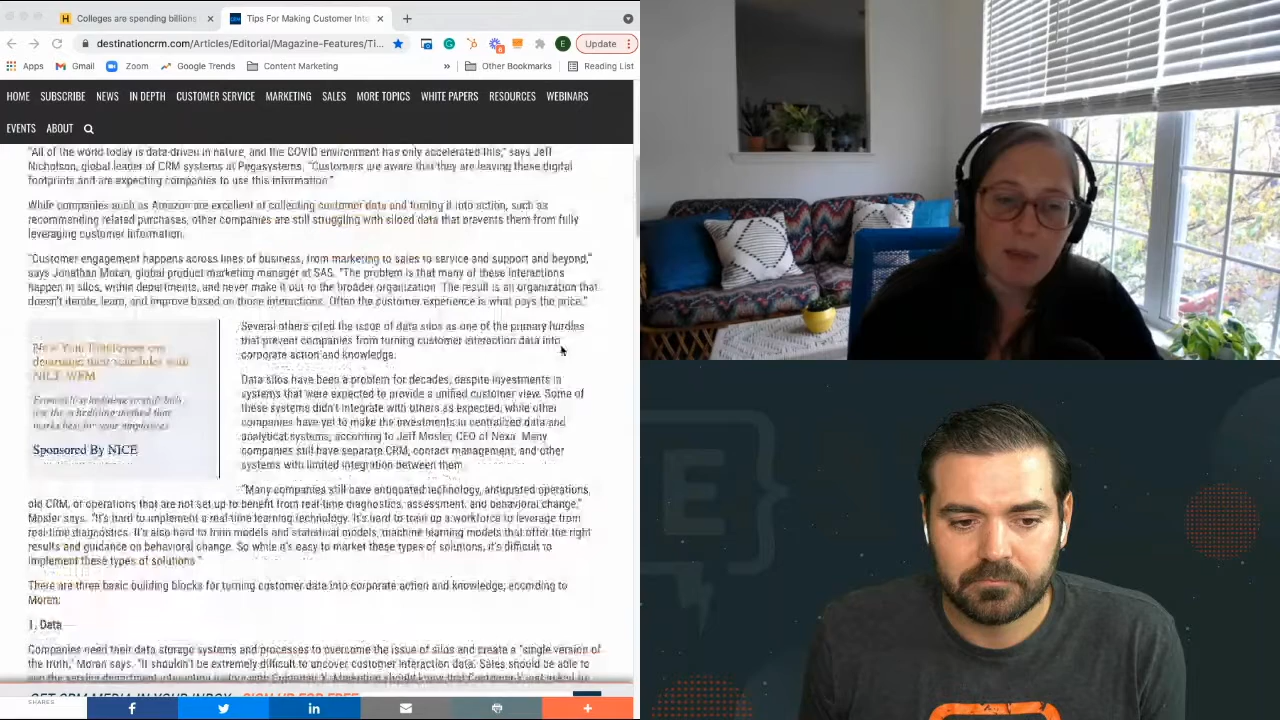 Colleges are spending billions
Tips For Making Customer Inte
destinationcrm.com/Articles/Editorial/Magazine-Features/Ti...
E
Update
Apps
Gmail
Zoom
Google Trends
Content Marketing
»
Other Bookmarks
Reading List
HOME SUBSCRIBE NEWS IN DEPTH CUSTOMER SERVICE MARKETING SALES MORE TOPICS WHITE PAPERS RESOURCES WEBINARS
EVENTS ABOUT
"All of the world today is data driven in nature, and the COVID environment has only accelerated this," says Jeff
Nicholson, global leader of CRM systems at Pegasystems. "Customers are aware that they are leaving these digital
footprints and are expecting companies to use this information."
While companies such as Amazon are excellent at collecting customer data and turning it into action, such as
recommending related purchases, other companies are still struggling with siloed data that prevents them from fully
leveraging customer information.
"Customer engagement happens across lines of business, from marketing to sales to service and support and beyond,"
says Jonathan Moran, global product marketing manager at SAS. "The problem is that many of these interactions
happen in silos, within departments, and never make it out to the broader organization. The result is an organization that
doesn't iterate, learn, and improve based on those interactions. Often the customer experience is what pays the price."
Several others cited the issue of data silos as one of the primary hurdles
that prevent companies from turning customer interaction data into
corporate action and knowledge.
Sponsored By NICE
Data silos have been a problem for decades, despite investments in
systems that were expected to provide a unified customer view. Some of
these systems didn't integrate with others as expected, while other
companies have yet to make the investments in centralized data and
analytical systems, according to Jeff Mosler, CEO of Nexa. Many
companies still have separate CRM, contract management, and other
systems with limited integration between them.
"Many companies still have antiquated technology, antiquated operations,
old CRM, or operations that are not set up to benefit from real-time diagnostics, assessment, and behavioral change,"
Mosler says. "It's hard to implement a real-time learning technology. It's hard to train up a workforce to leverage from
real-time diagnostics. It's also hard to train models and statistical models, machine learning models that offer the right
results and guidance on behavioral change. So while it's easy to market these types of solutions, it's difficult to
implement these types of solutions."
There are three basic building blocks for turning customer data into corporate action and knowledge, according to
Moran:
1. Data
Companies need their data storage systems and processes to overcome the issue of silos and create a "single version of
the truth," Moran says. "It shouldn't be extremely difficult to uncover customer interaction data. Sales should be able to
SHARES
E